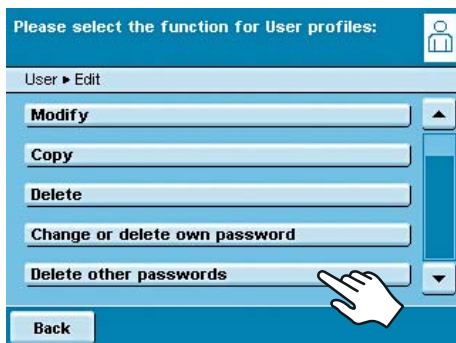 Please select the function for User profiles:
User ▸ Edit
Modify
Copy
Delete
Change or delete own password
Delete other passwords
Back